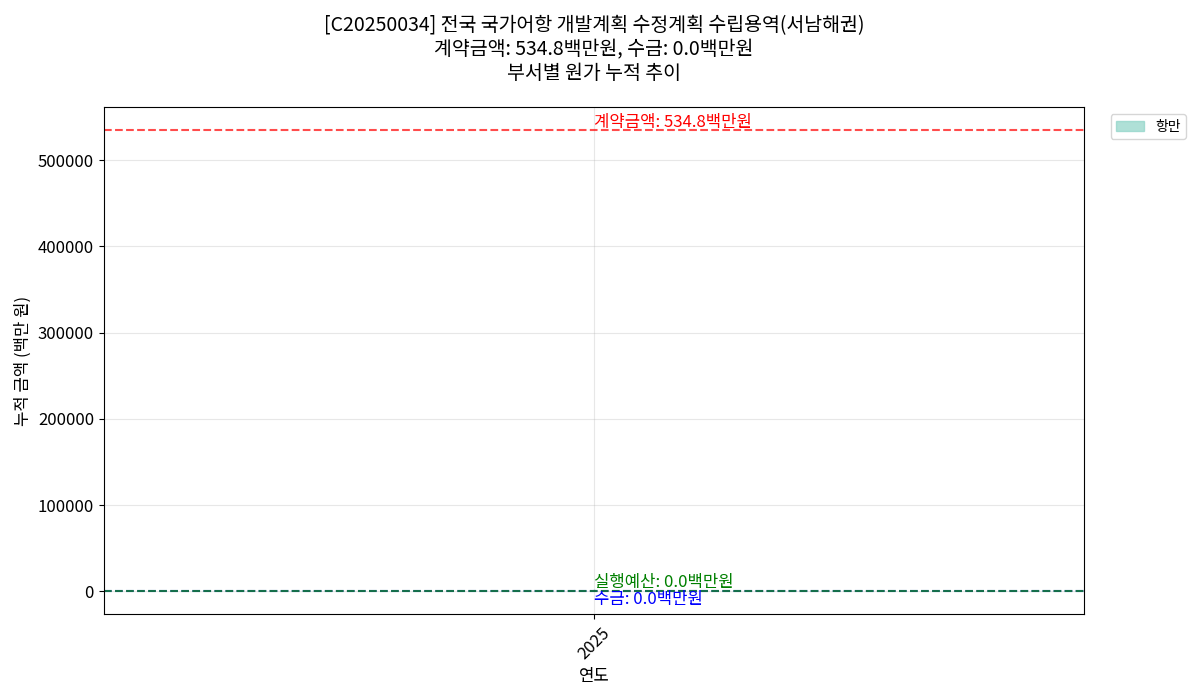 [C20250034] 전국 국가어항 개발계획 수정계획 수립용역(서남해권)
계약금액: 534.8백만원, 수금: 0.0백만원
부서별 원가 누적 추이
계약금액: 534.8백만원
항만
500000
400000
300000
200000
100000
0
누적 금액 (백만 원)
실행예산: 0.0백만원
수금: 0.0백만원
2025
연도